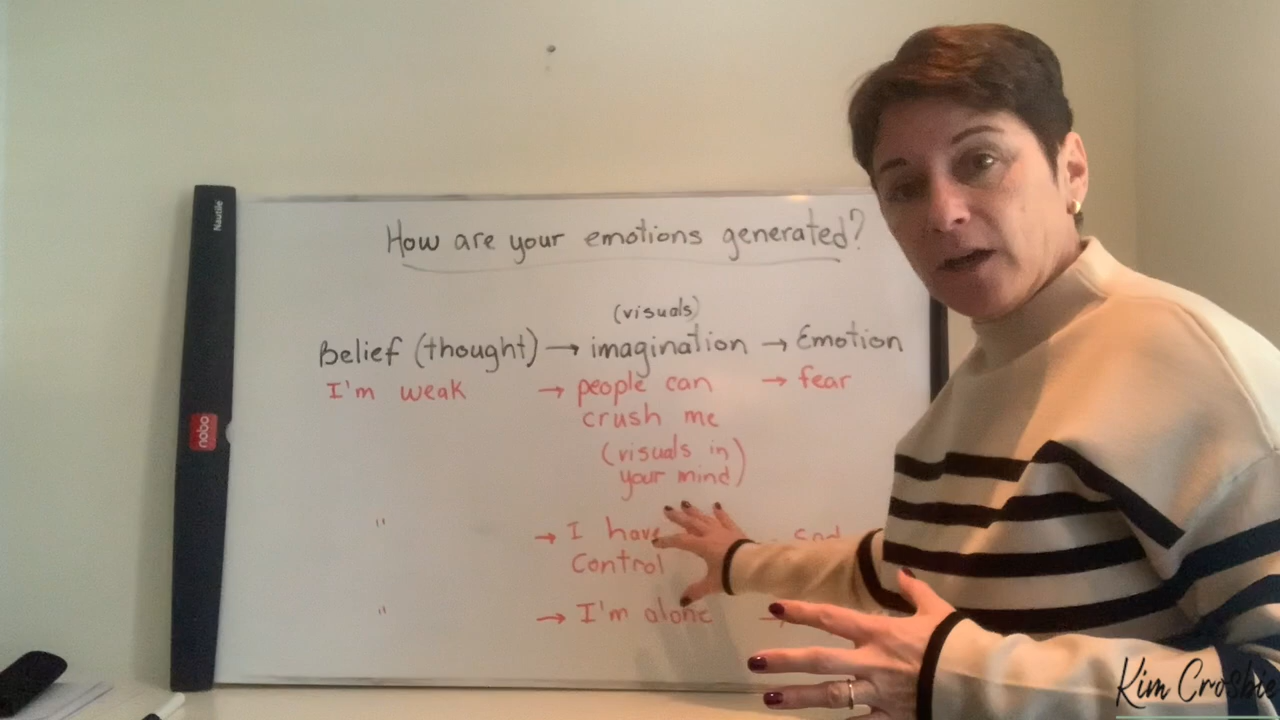 Nautile
nobo
How are your emotions generated?
(visuals)
Belief (thought) → imagination → Emotion
I'm weak → people can → fear
crush me
(visuals in
your mind)
" → I have
Control
" → I'm alone →
Kim Crosbie